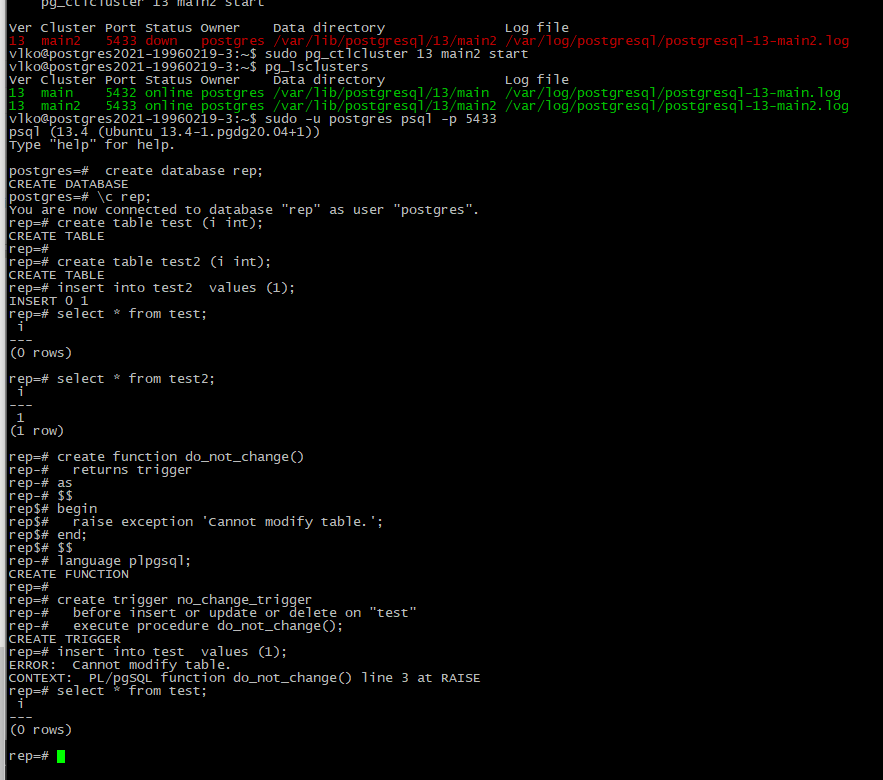 pg_ctlcluster 13 main2 start
Ver Cluster Port Status Owner    Data directory               Log file
13  main2   5433 down   postgres /var/lib/postgresql/13/main2 /var/log/postgresql/postgresql-13-main2.log
vlko@postgres2021-19960219-3:~$ sudo pg_ctlcluster 13 main2 start
vlko@postgres2021-19960219-3:~$ pg_lsclusters
Ver Cluster Port Status Owner    Data directory               Log file
13  main    5432 online postgres /var/lib/postgresql/13/main  /var/log/postgresql/postgresql-13-main.log
13  main2   5433 online postgres /var/lib/postgresql/13/main2 /var/log/postgresql/postgresql-13-main2.log
vlko@postgres2021-19960219-3:~$ sudo -u postgres psql -p 5433
psql (13.4 (Ubuntu 13.4-1.pgdg20.04+1))
Type "help" for help.

postgres=#  create database rep;
CREATE DATABASE
postgres=# \c rep;
You are now connected to database "rep" as user "postgres".
rep=# create table test (i int);
CREATE TABLE
rep=#
rep=# create table test2 (i int);
CREATE TABLE
rep=# insert into test2  values (1);
INSERT 0 1
rep=# select * from test;
 i
---
(0 rows)

rep=# select * from test2;
 i
---
 1
(1 row)

rep=# create function do_not_change()
rep-#   returns trigger
rep-# as
rep-# $$
rep$# begin
rep$#   raise exception 'Cannot modify table.';
rep$# end;
rep$# $$
rep-# language plpgsql;
CREATE FUNCTION
rep=#
rep=# create trigger no_change_trigger
rep-#   before insert or update or delete on "test"
rep-#   execute procedure do_not_change();
CREATE TRIGGER
rep=# insert into test  values (1);
ERROR:  Cannot modify table.
CONTEXT:  PL/pgSQL function do_not_change() line 3 at RAISE
rep=# select * from test;
 i
---
(0 rows)

rep=#